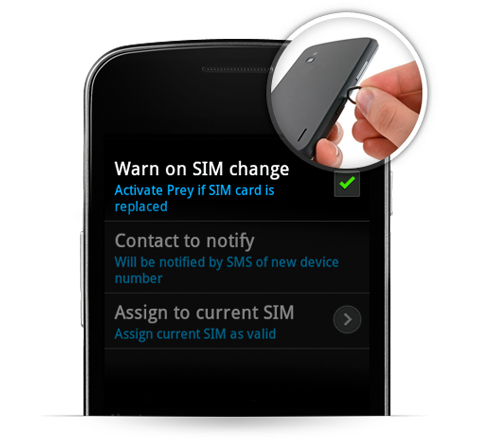 Warn on SIM change
Activate Prey if SIM card is
replaced
Contact to notify
Will be notified by SMS of new device
number
Assign to current SIM
Assign current SIM as valid